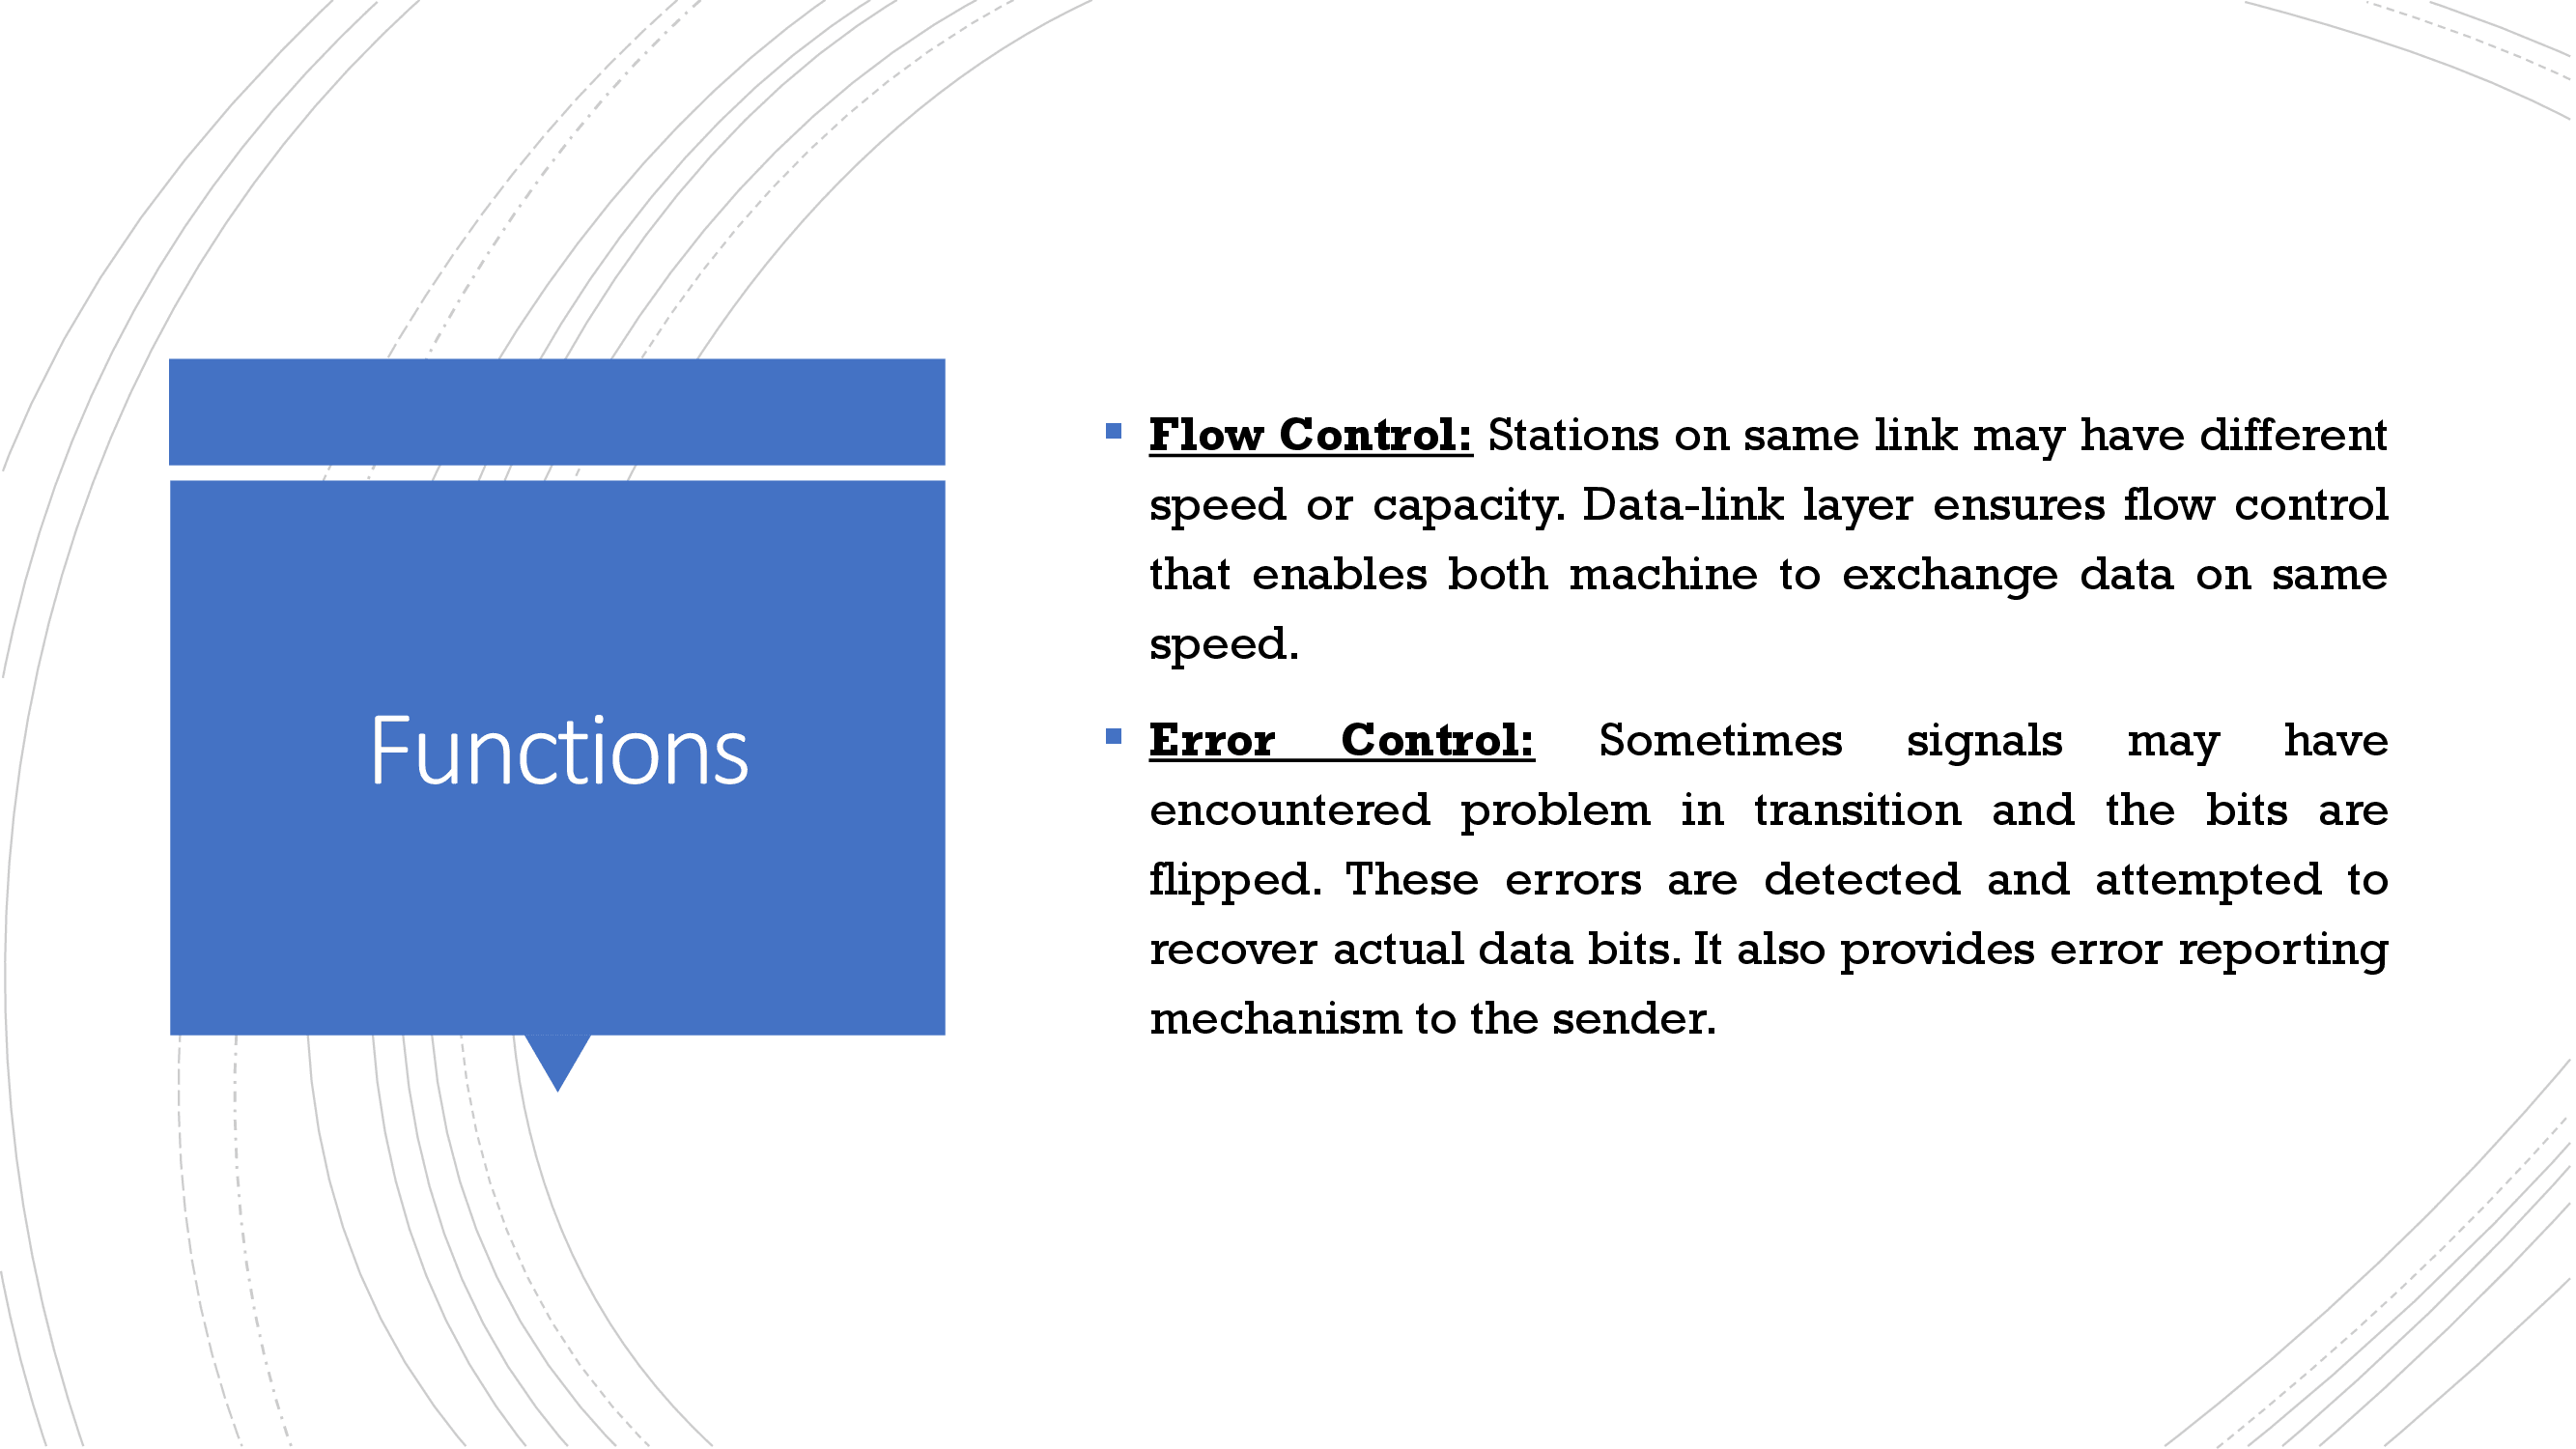 Functions
Flow Control: Stations on same link may have different
speed or capacity. Data-link layer ensures flow control
that enables both machine to exchange data on same
speed.
Error Control: Sometimes signals may have
encountered problem in transition and the bits are
flipped. These errors are detected and attempted to
recover actual data bits. It also provides error reporting
mechanism to the sender.